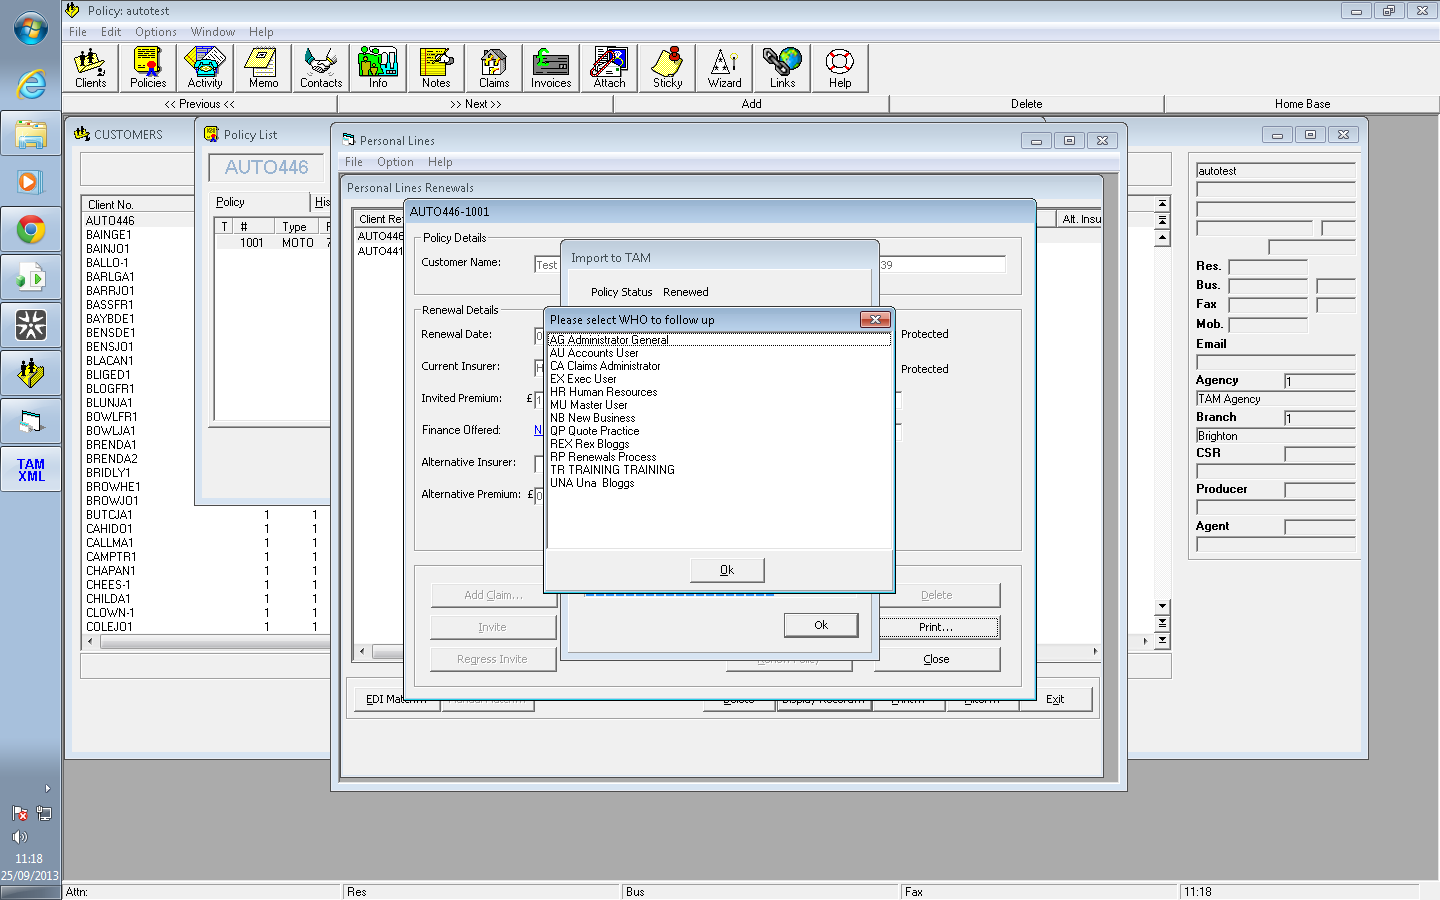 Policy: autotest
File Edit Options Window Help
Clients Policies Activity Memo Contacts Info Notes Claims Invoices Attach Sticky Wizard Links Help
<< Previous << >> Next >> Add Delete Home Base
CUSTOMERS
Client No.
AUTO446
BAINGE1
BAINJO1
BALLO-1
BARLGA1
BARRJO1
BASSFR1
BAYBDE1
BENSDE1
BENSJO1
BLACAN1
BLIGED1
BLOGFR1
BLUNJA1
BOWLFR1
BOWLJA1
BRENDA1
BRENDA2
BRIDLY1
BROWHE1
BROWJO1
BUTCJA1 1 1
CAHIDO1 1 1
CALLMA1 1 1
CAMPTR1 1 1
CHAPAN1 1 1
CHEES-1 1 1
CHILDA1 1 1
CLOWN-1 1 1
COLEJO1 1 1
Policy List
AUTO446
Policy His
T # Type
1001 MOTO 7
Personal Lines
File Option Help
Personal Lines Renewals
Client Ref Alt. Insu
AUTO446
AUTO441
AUTO446-1001
Policy Details
Customer Name: Test 39
Renewal Details
Renewal Date: 0 Protected
Current Insurer: H Protected
Invited Premium: £ 1
Finance Offered: N
Alternative Insurer:
Alternative Premium: £ 0
Add Claim... Delete
Invite Print...
Regress Invite Close
Exit
Import to TAM
Policy Status Renewed
Ok
Please select WHO to follow up
AG Administrator General
AU Accounts User
CA Claims Administrator
EX Exec User
HR Human Resources
MU Master User
NB New Business
QP Quote Practice
REX Rex Bloggs
RP Renewals Process
TR TRAINING TRAINING
UNA Una Bloggs
Ok
autotest
Res.
Bus.
Fax
Mob.
Email
Agency 1
TAM Agency
Branch 1
Brighton
CSR
Producer
Agent
TAM
XML
11:18
25/09/2013
Attn: Res Bus Fax 11:18